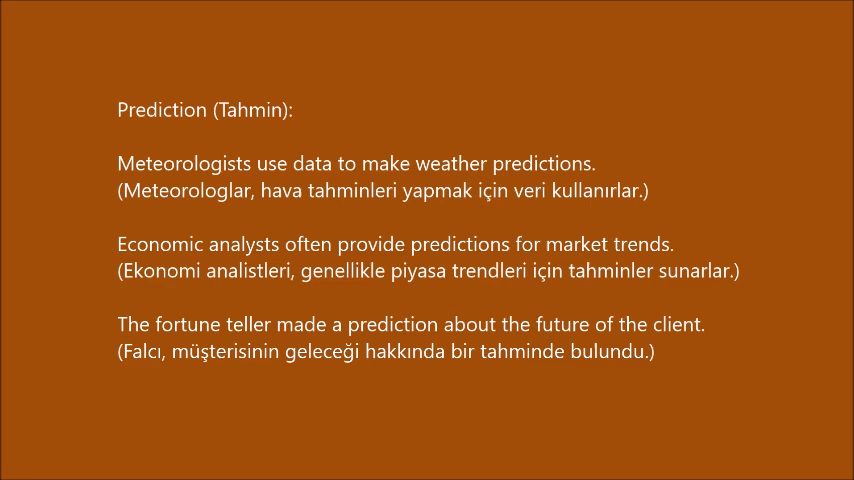 Prediction (Tahmin):
Meteorologists use data to make weather predictions.
(Meteorologlar, hava tahminleri yapmak için veri kullanırlar.)
Economic analysts often provide predictions for market trends.
(Ekonomi analistleri, genellikle piyasa trendleri için tahminler sunarlar.)
The fortune teller made a prediction about the future of the client.
(Falcı, müşterisinin geleceği hakkında bir tahminde bulundu.)